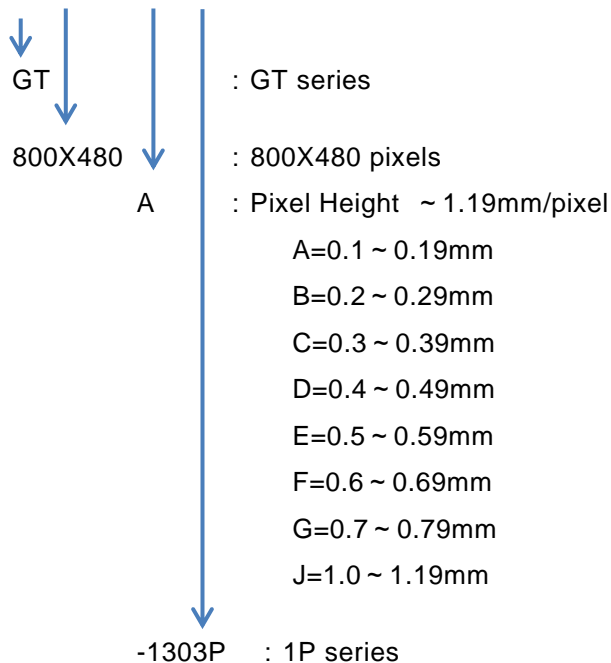 GT : GT series
800X480 : 800X480 pixels
A : Pixel Height ~ 1.19mm/pixel
A=0.1 ~ 0.19mm
B=0.2 ~ 0.29mm
C=0.3 ~ 0.39mm
D=0.4 ~ 0.49mm
E=0.5 ~ 0.59mm
F=0.6 ~ 0.69mm
G=0.7 ~ 0.79mm
J=1.0 ~ 1.19mm
-1303P : 1P series